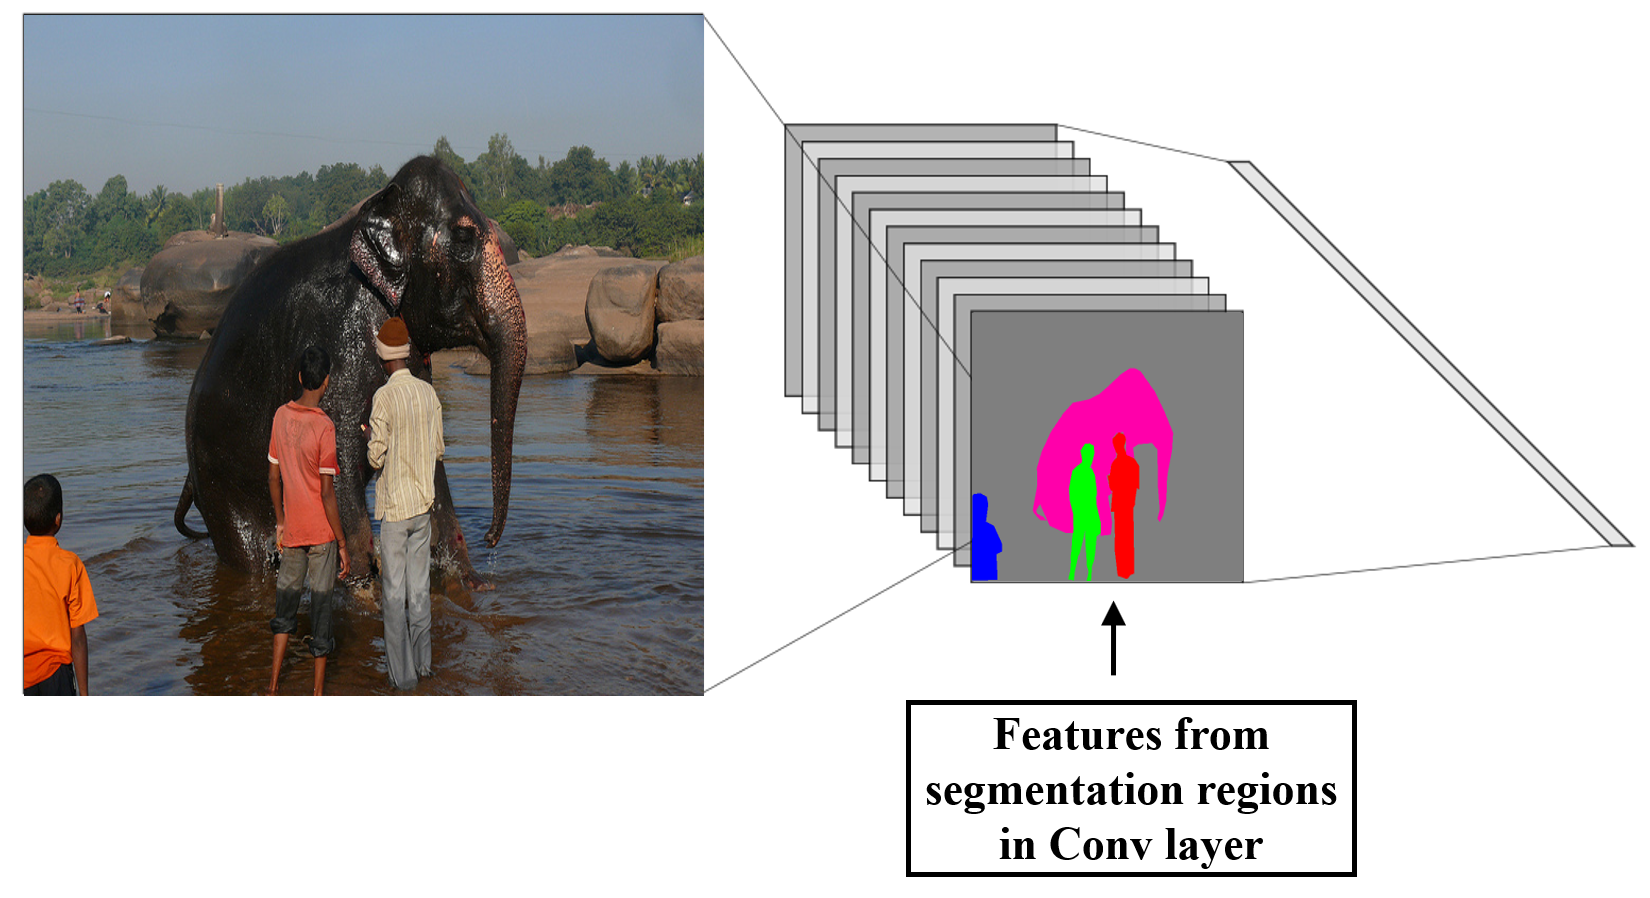 Features from
segmentation regions
in Conv layer